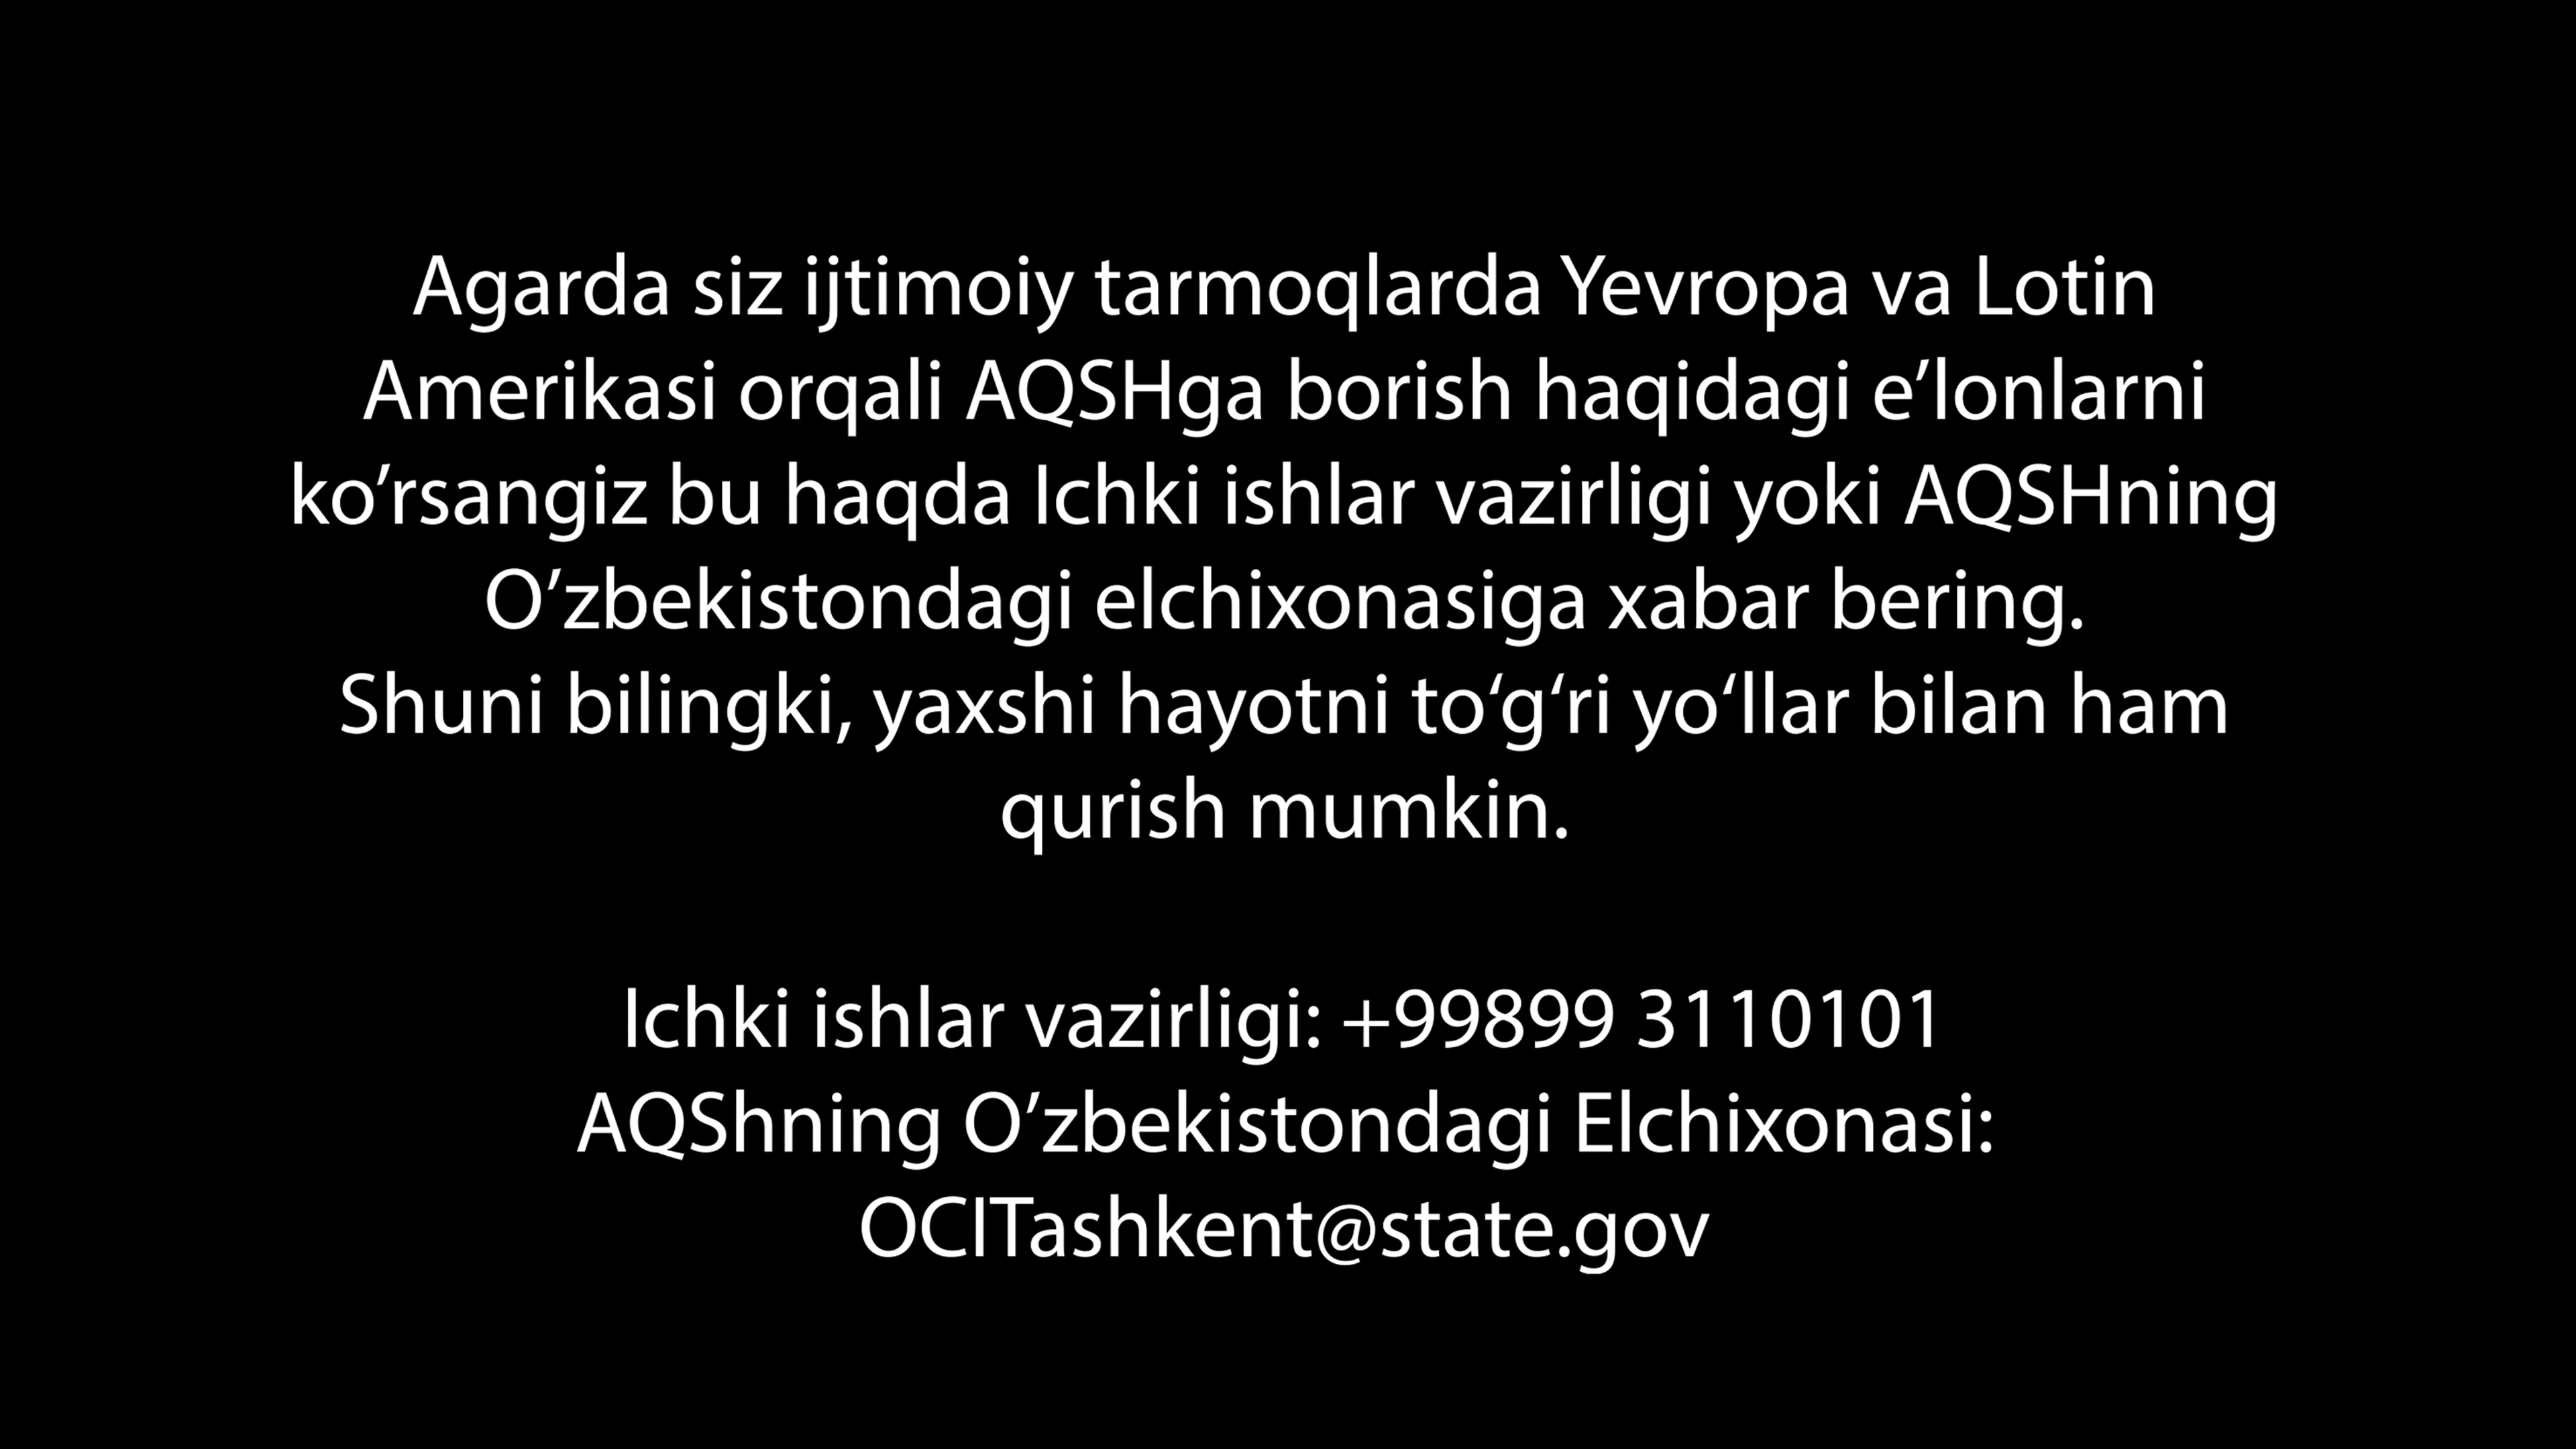 Agarda siz ijtimoiy tarmoqlarda Yevropa va Lotin
Amerikasi orqali AQSHga borish haqidagi e’lonlarni
ko’rsangiz bu haqda Ichki ishlar vazirligi yoki AQSHning
O’zbekistondagi elchixonasiga xabar bering.
Shuni bilingki, yaxshi hayotni to‘g‘ri yo‘llar bilan ham
qurish mumkin.
Ichki ishlar vazirligi: +99899 3110101
AQShning O’zbekistondagi Elchixonasi:
OCITashkent@state.gov